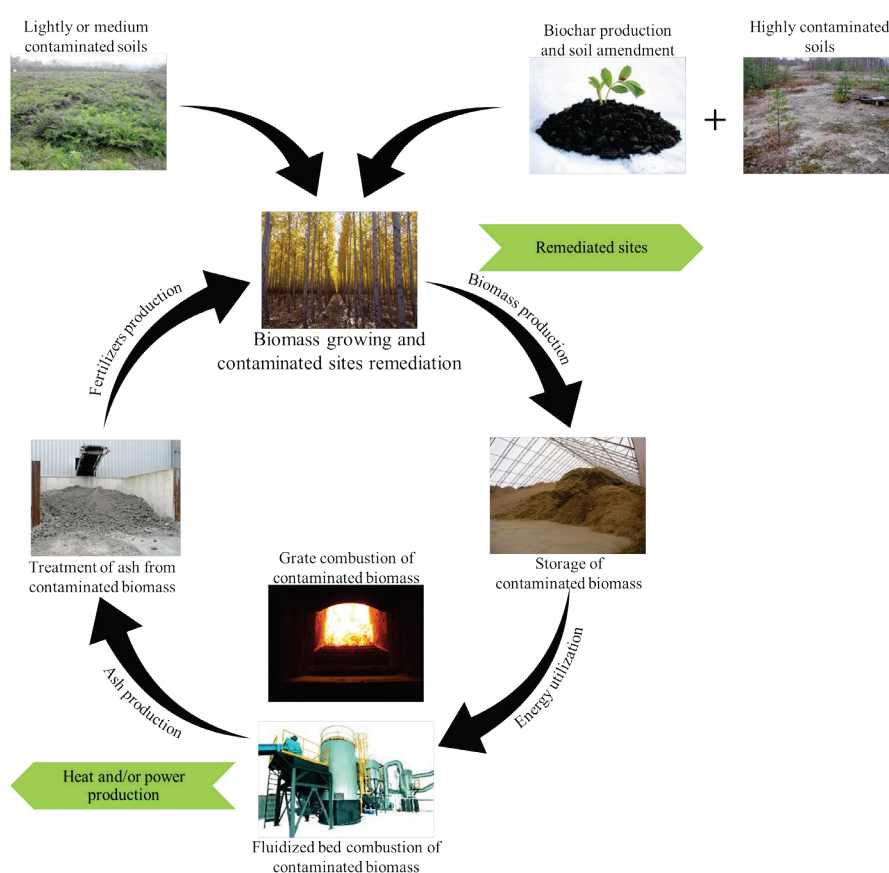 Lightly or medium
contaminated soils
Biochar production
and soil amendment
+
Highly contaminated
soils
Remediated sites
Biomass production
Fertilizers production
Biomass growing and
contaminated sites remediation
Treatment of ash from
contaminated biomass
Grate combustion of
contaminated biomass
Storage of
contaminated biomass
Energy utilization
Ash production
Heat and/or power
production
Fluidized bed combustion of
contaminated biomass